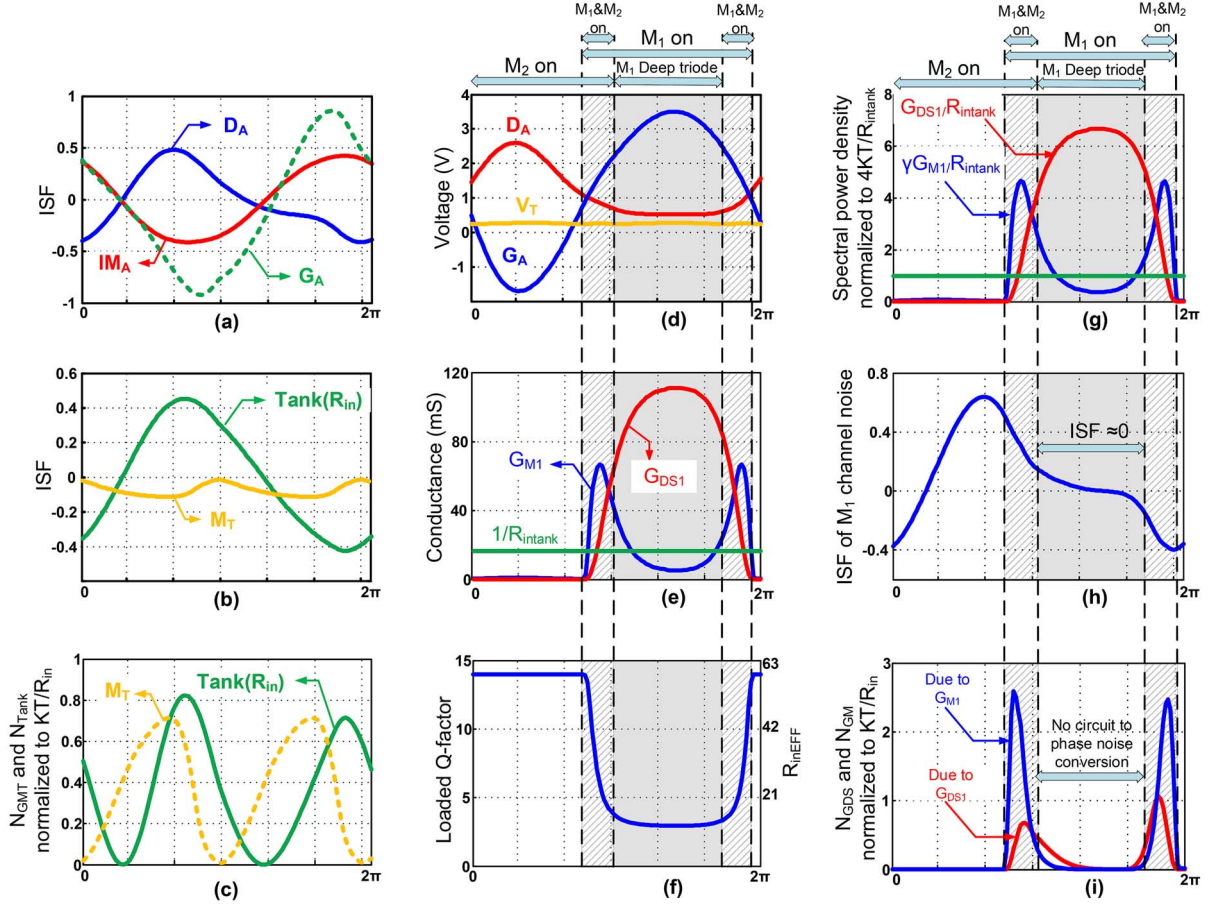 M1&M2
on
M1 on
M2 on
M1 Deep triode
M1&M2
on
M1&M2
on
M1 on
M2 on
M1 Deep triode
M1&M2
on
ISF
1
0.5
0
-0.5
-1
DA
IMA
GA
0
2π
(a)
Voltage (V)
4
3
2
1
0
-1
DA
VT
GA
0
2π
(d)
Spectral power density
normalized to 4KT/Rintank
8
6
4
2
0
GDS1/Rintank
γGM1/Rintank
0
2π
(g)
ISF
0.6
0.4
0.2
0
-0.2
-0.4
Tank(Rin)
MT
0
2π
(b)
Conductance (mS)
120
80
40
0
GM1
GDS1
1/Rintank
0
2π
(e)
ISF of M1 channel noise
0.8
0.4
0
-0.4
ISF ≈0
0
2π
(h)
NGMT and NTank
normalized to KT/Rin
1
0.8
0.6
0.4
0.2
0
MT
Tank(Rin)
0
2π
(c)
Loaded Q-factor
15
10
5
0
63
42
21
RinEFF
0
2π
(f)
NGDS and NGM
normalized to KT/Rin
3
2
1
0
Due to
GM1
Due to
GDS1
No circuit to
phase noise
conversion
0
2π
(i)